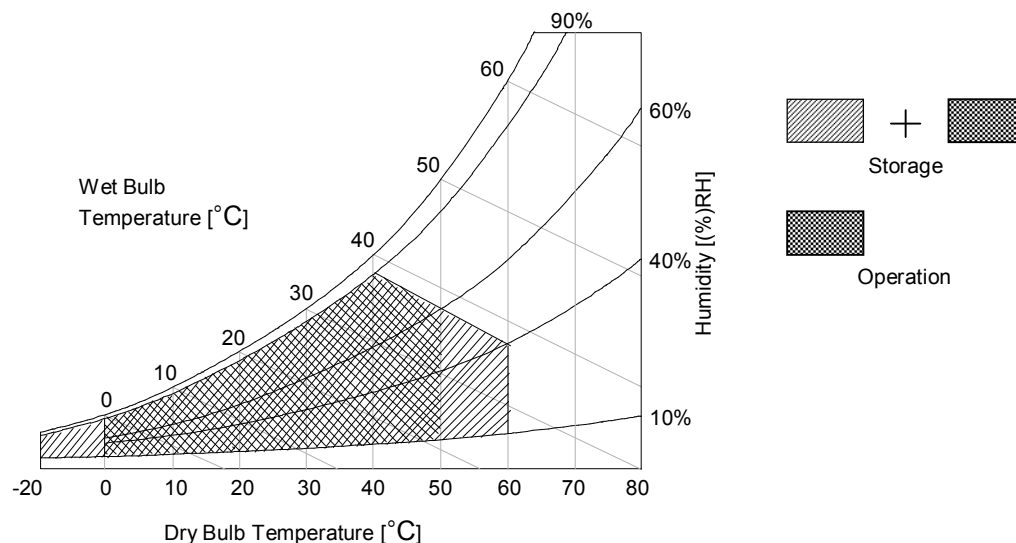 90%
60
60%
50
Wet Bulb
Temperature [°C]
Storage
40
40%
Humidity [(%)RH]
Operation
30
20
10
0
10%
-20 0 10 20 30 40 50 60 70 80
Dry Bulb Temperature [°C]